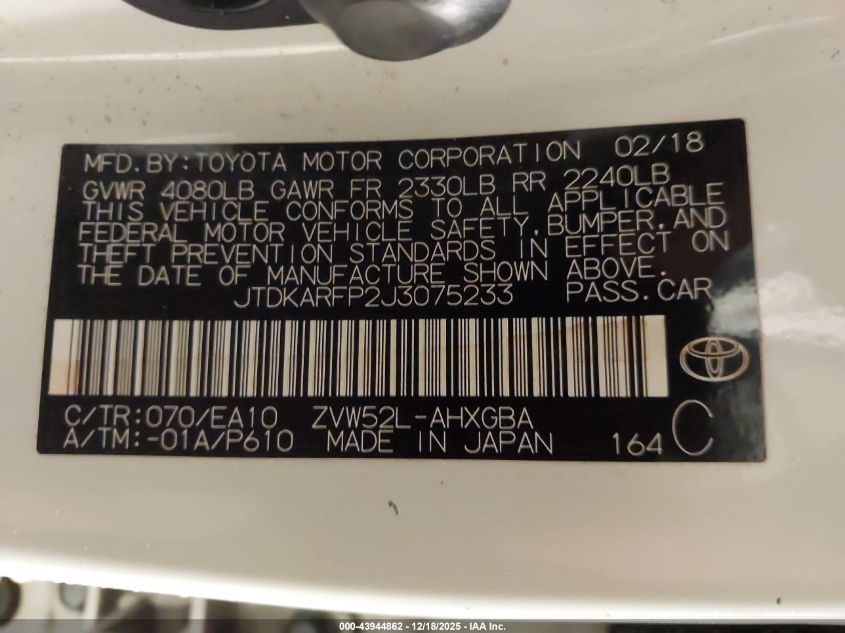 MFD.BY:TOYOTA MOTOR CORPORATION 02/18
GVWR 4080LB GAWR FR 2330LB RR 2240LB
THIS VEHICLE CONFORMS TO ALL APPLICABLE
FEDERAL MOTOR VEHICLE SAFETY,BUMPER,AND
THEFT PREVENTION STANDARDS IN EFFECT ON
THE DATE OF MANUFACTURE SHOWN ABOVE.
JTDKARFP2J3075233 PASS.CAR
C/TR:070/EA10 ZVW52L-AHXGBA
A/TM:-01A/P610 MADE IN JAPAN 164 C
000-43944862 - 12/18/2025 - IAA Inc.